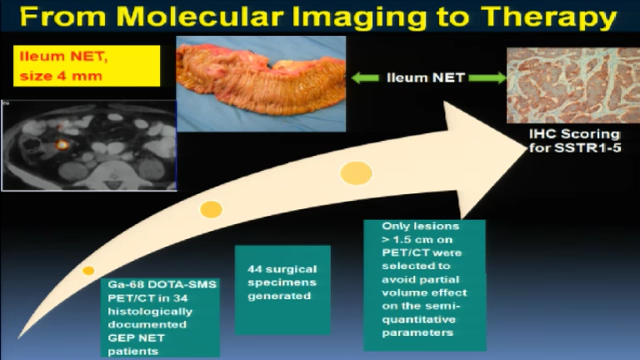 From Molecular Imaging to Therapy
Ileum NET,
size 4 mm
Ileum NET
IHC Scoring
for SSTR1-5
Ga-68 DOTA-SMS
PET/CT in 34
histologically
documented
GEP NET
patients
44 surgical
specimens
generated
Only lesions
> 1.5 cm on
PET/CT were
selected to
avoid partial
volume effect
on the semi-
quantitative
parameters